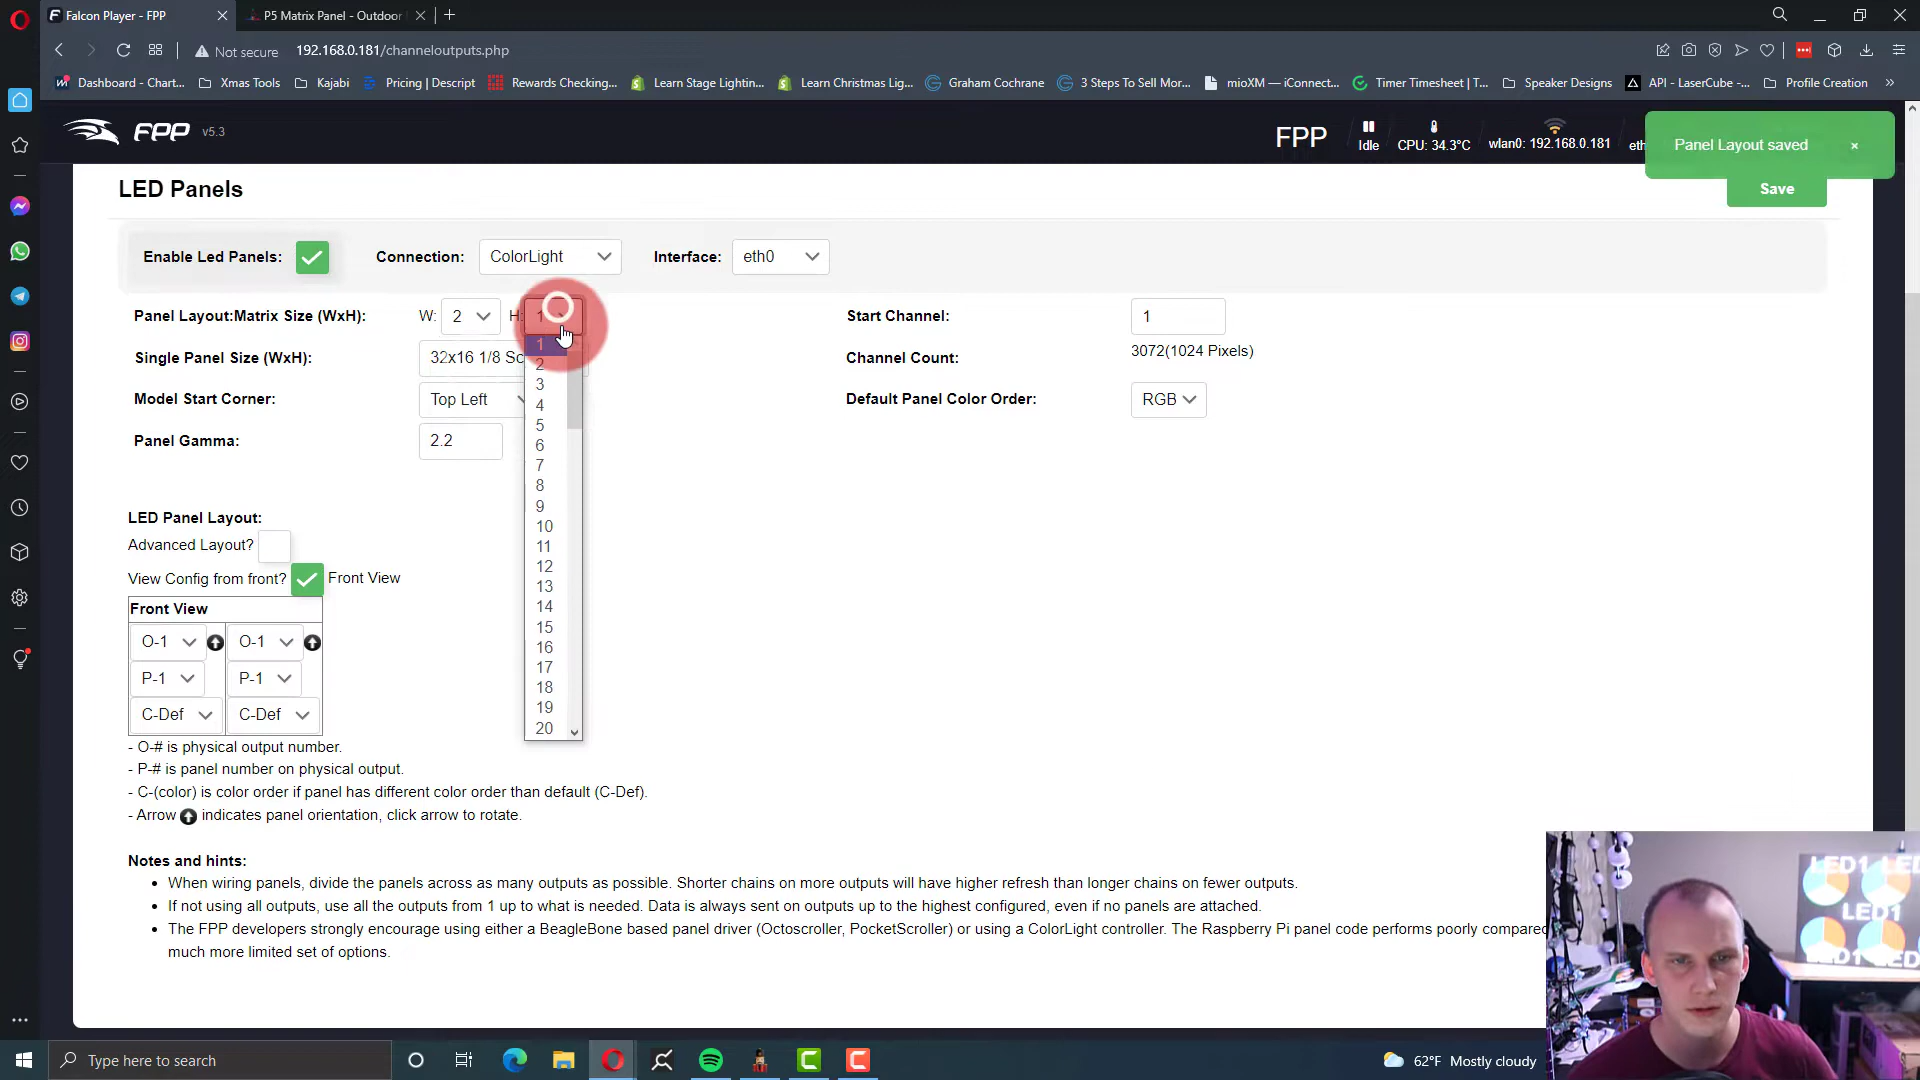 Falcon Player - FPP
P5 Matrix Panel - Outdoor
Not secure 192.168.0.181/channeloutputs.php
Dashboard - Chart... Xmas Tools Kajabi Pricing | Descript Rewards Checking... Learn Stage Lightin... Learn Christmas Lig... Graham Cochrane 3 Steps To Sell Mor... mioXM — iConnect... Timer Timesheet | T... Speaker Designs API - LaserCube -... Profile Creation »
FPP v5.3
FPP Idle CPU: 34.3°C wlan0: 192.168.0.181 eth
Panel Layout saved ×
LED Panels
Save
Enable Led Panels: Connection: ColorLight Interface: eth0
Panel Layout:Matrix Size (WxH): W: 2 H: 1
Start Channel: 1
Single Panel Size (WxH): 32x16 1/8 Sc
Channel Count: 3072(1024 Pixels)
Model Start Corner: Top Left
Default Panel Color Order: RGB
Panel Gamma: 2.2
1
2
3
4
5
6
7
8
9
10
11
12
13
14
15
16
17
18
19
20
LED Panel Layout:
Advanced Layout?
View Config from front? Front View
Front View
O-1 O-1
P-1 P-1
C-Def C-Def
- O-# is physical output number.
- P-# is panel number on physical output.
- C-(color) is color order if panel has different color order than default (C-Def).
- Arrow indicates panel orientation, click arrow to rotate.
Notes and hints:
• When wiring panels, divide the panels across as many outputs as possible. Shorter chains on more outputs will have higher refresh than longer chains on fewer outputs.
• If not using all outputs, use all the outputs from 1 up to what is needed. Data is always sent on outputs up to the highest configured, even if no panels are attached.
• The FPP developers strongly encourage using either a BeagleBone based panel driver (Octoscroller, PocketScroller) or using a ColorLight controller. The Raspberry Pi panel code performs poorly compared
much more limited set of options.
LED1 LED
LED1
LED1 LED
Type here to search
62°F Mostly cloudy